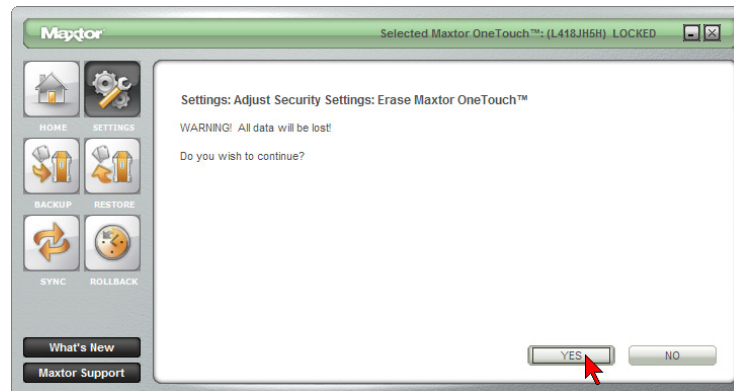 Maxtor
Selected Maxtor OneTouch™: (L418JH5H) LOCKED
HOME SETTINGS
BACKUP RESTORE
SYNC ROLLBACK
What's New
Maxtor Support
Settings: Adjust Security Settings: Erase Maxtor OneTouch™
WARNING! All data will be lost!
Do you wish to continue?
YES NO